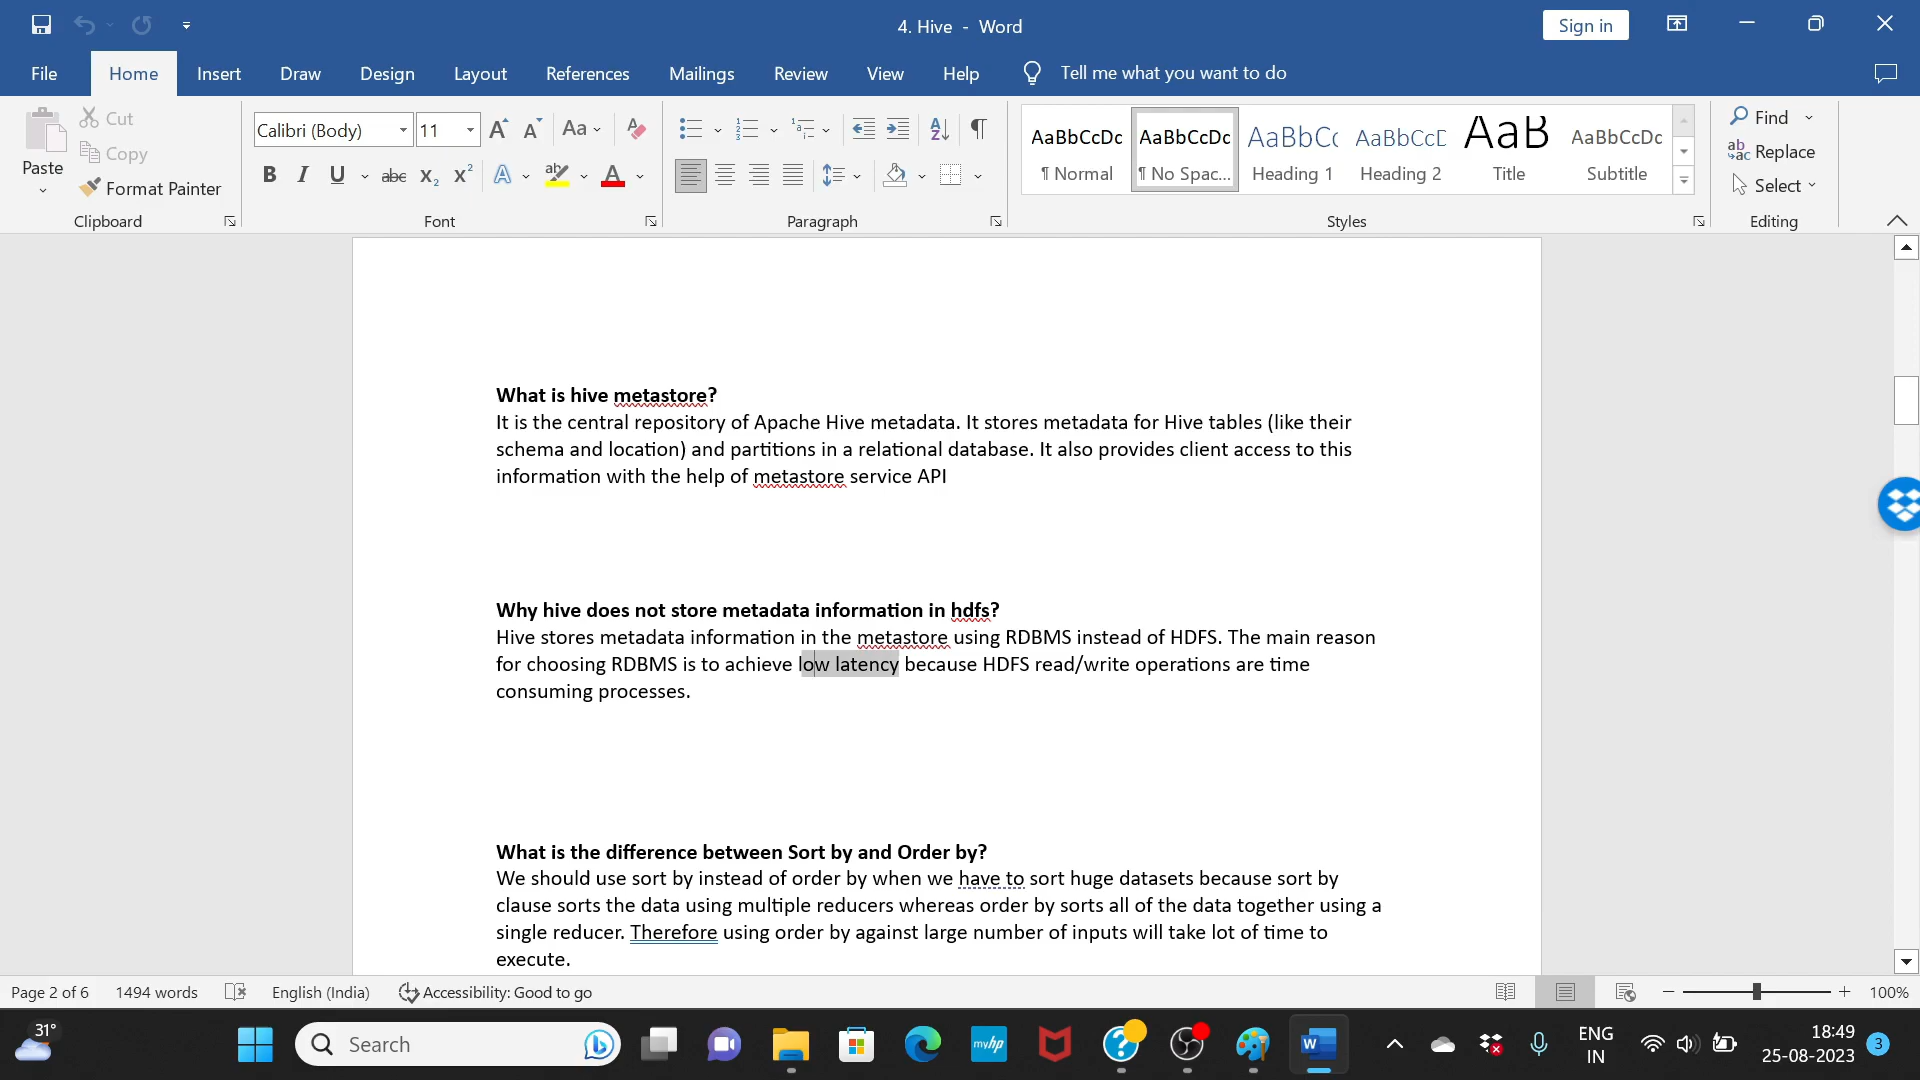 4. Hive - Word
Sign in
File
Home
Insert
Draw
Design
Layout
References
Mailings
Review
View
Help
Tell me what you want to do
Paste
Cut
Copy
Format Painter
Clipboard
Calibri (Body)
11
Aa
B I U abc X₂ X² A A
Font
Paragraph
AaBbCcDc
¶ Normal
AaBbCcDc
¶ No Spac...
AaBbC(
Heading 1
AaBbCcE
Heading 2
AaB
Title
AaBbCcDc
Subtitle
Styles
Find
Replace
Select
Editing
What is hive metastore?
It is the central repository of Apache Hive metadata. It stores metadata for Hive tables (like their
schema and location) and partitions in a relational database. It also provides client access to this
information with the help of metastore service API
Why hive does not store metadata information in hdfs?
Hive stores metadata information in the metastore using RDBMS instead of HDFS. The main reason
for choosing RDBMS is to achieve low latency because HDFS read/write operations are time
consuming processes.
What is the difference between Sort by and Order by?
We should use sort by instead of order by when we have to sort huge datasets because sort by
clause sorts the data using multiple reducers whereas order by sorts all of the data together using a
single reducer. Therefore using order by against large number of inputs will take lot of time to
execute.
Page 2 of 6
1494 words
English (India)
Accessibility: Good to go
100%
31°
Search
myhp
W
ENG
IN
18:49
25-08-2023
3